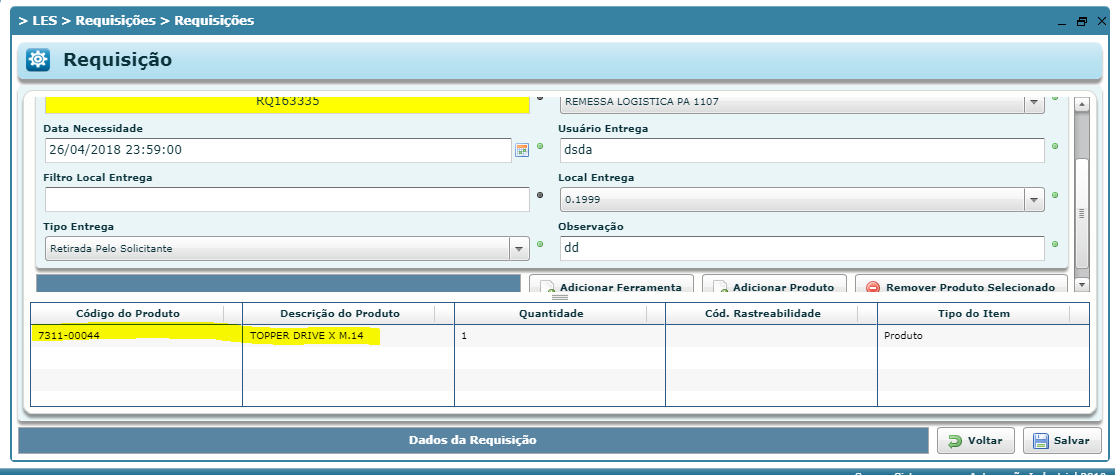 > LES > Requisições > Requisições
Requisição
RQ163335
REMESSA LOGISTICA PA 1107
Data Necessidade
Usuário Entrega
26/04/2018 23:59:00
dsda
Filtro Local Entrega
Local Entrega
0.1999
Tipo Entrega
Observação
Retirada Pelo Solicitante
dd
Adicionar Ferramenta
Adicionar Produto
Remover Produto Selecionado
Código do Produto
Descrição do Produto
Quantidade
Cód. Rastreabilidade
Tipo do Item
7311-00044
TOPPER DRIVE X M.14
1
Produto
Dados da Requisição
Voltar
Salvar